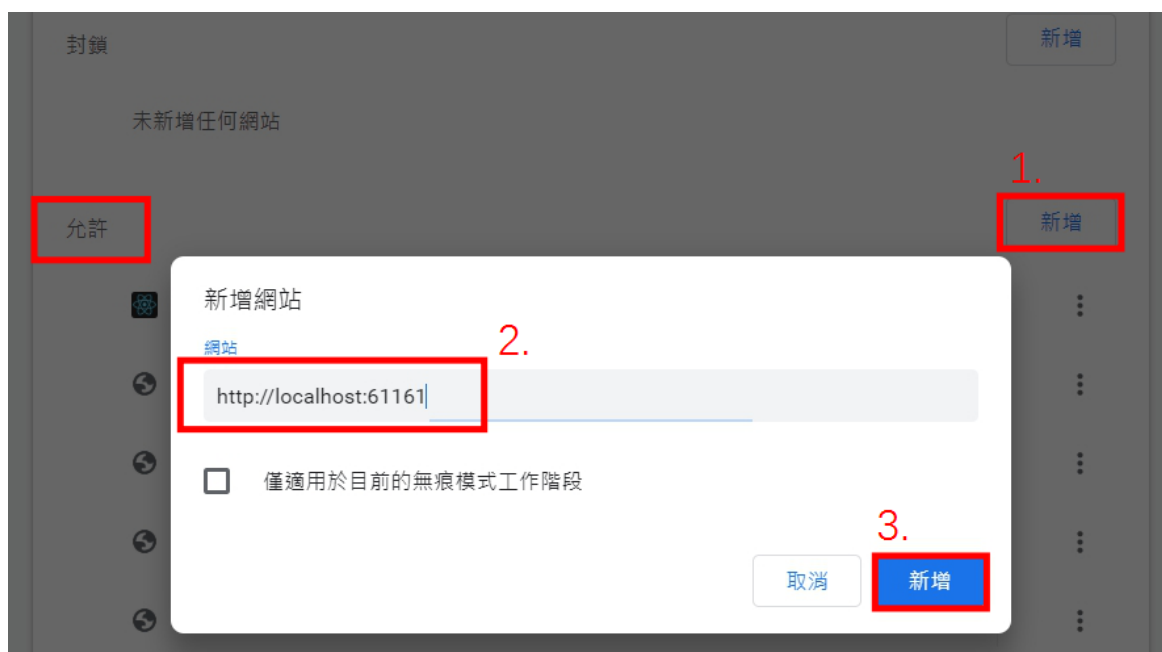 封鎖
新增
未新增任何網站
1.
允許
新增
新增網站
2.
網站
http://localhost:61161
僅適用於目前的無痕模式工作階段
3.
取消
新增